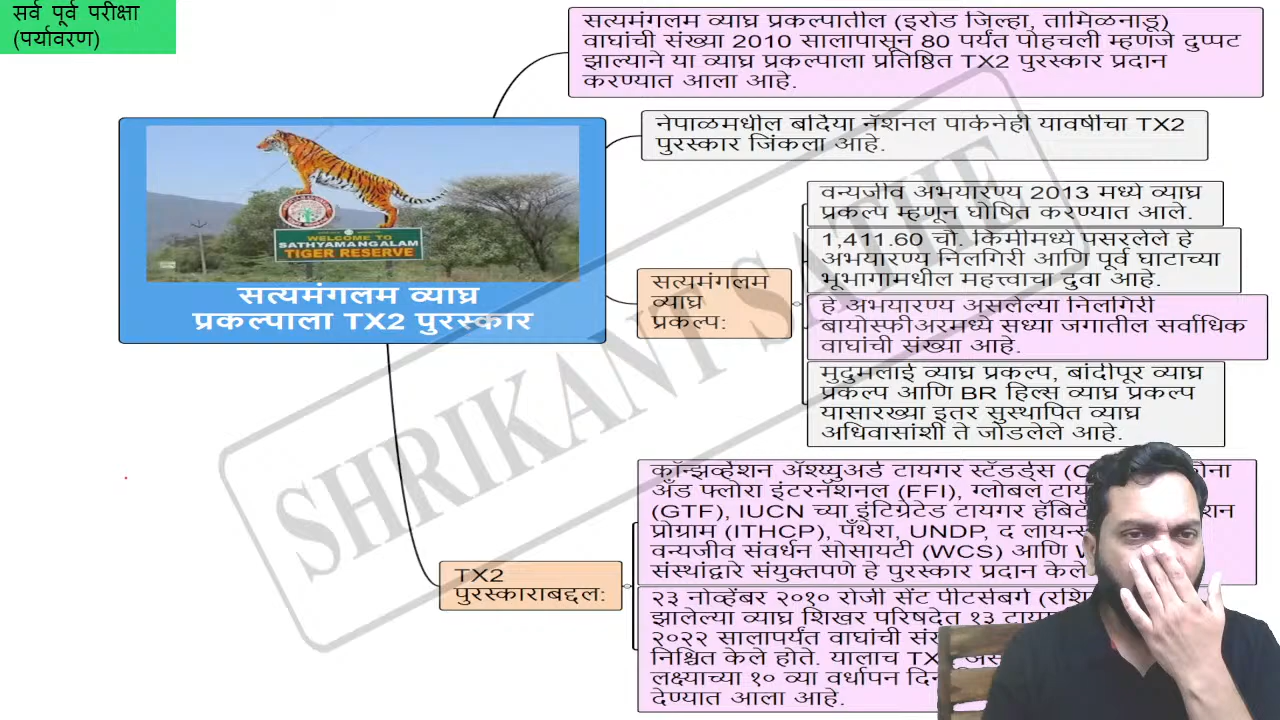 सर्व पूर्व परीक्षा
(पर्यावरण)
सत्यमंगलम व्याघ्र प्रकल्पातील (इरोड जिल्हा, तामिळनाडू)
वाघांची संख्या 2010 सालापासून 80 पर्यंत पोहचली म्हणजे दुप्पट
झाल्याने या व्याघ्र प्रकल्पाला प्रतिष्ठित TX2 पुरस्कार प्रदान
करण्यात आला आहे.
नेपाळमधील बर्दिया नॅशनल पार्कनेही यावर्षीचा TX2
पुरस्कार जिंकला आहे.
WELCOME TO
SATHYAMANGALAM
TIGER RESERVE
सत्यमंगलम व्याघ्र
प्रकल्पाला TX2 पुरस्कार
सत्यमंगलम
व्याघ्र
प्रकल्प:
वन्यजीव अभयारण्य 2013 मध्ये व्याघ्र
प्रकल्प म्हणून घोषित करण्यात आले.
1,411.60 चौ. किमीमध्ये पसरलेले हे
अभयारण्य निलगिरी आणि पूर्व घाटाच्या
भूभागामधील महत्त्वाचा दुवा आहे.
हे अभयारण्य असलेल्या निलगिरी
बायोस्फीअरमध्ये सध्या जगातील सर्वाधिक
वाघांची संख्या आहे.
मुदुमलाई व्याघ्र प्रकल्प, बांदीपूर व्याघ्र
प्रकल्प आणि BR हिल्स व्याघ्र प्रकल्प
यासारख्या इतर सुस्थापित व्याघ्र
अधिवासांशी ते जोडलेले आहे.
TX2
पुरस्काराबद्दल:
कॉन्झर्व्हेशन ॲश्युअर्ड टायगर स्टँडर्ड्स
अँड फ्लोरा इंटरनॅशनल (FFI), ग्लोबल
(GTF), IUCN च्या इंटिग्रेटेड टायगर
प्रोग्राम (ITHCP), पँथेरा, UNDP, द
वन्यजीव संवर्धन सोसायटी (WCS) आणि
संस्थांद्वारे संयुक्तपणे हे पुरस्कार प्रदान
२३ नोव्हेंबर २०१० रोजी सेंट पीटर्सबर्ग
झालेल्या व्याघ्र शिखर परिषदेत १३
२०२२ सालापर्यंत वाघांची
निश्चित केले होते. यालाच
लक्ष्याच्या १० व्या वर्धापन
देण्यात आला आहे.
SHRIKANT SATHE